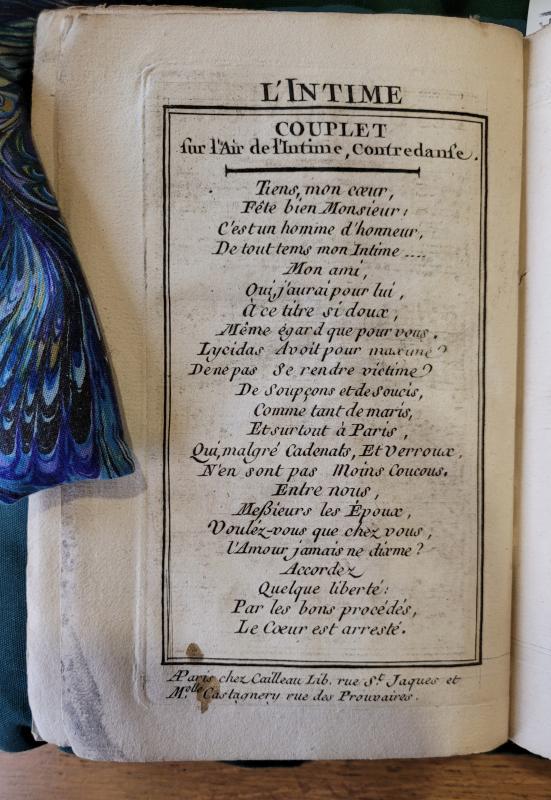 L'INTIME
COUPLET
sur l'Air de l'Intime, Contredanse.
Tiens, mon cœur,
Fêté bien Monsieur:
C'est un homme d'honneur,
De tout tems mon Intime ....
Mon ami,
Oui, j'aurai pour lui,
À ce titre si doux,
Même égard que pour vous.
Lycidas Avoit pour maxime?
De né pas Se rendre victime?
De Soupçons et de Soucis,
Comme tant de maris,
Et surtout à Paris,
Qui, malgré Cadenats, Et Verroux,
N'en sont pas Moins Coucous.
Entre nous,
Meßieurs les Époux,
Vouléz-vous que chez vous,
l'Amour jamais ne dixme?
Accordez
Quelque liberté:
Par les bons procédés,
Le Cœur est arresté.
A Paris chez Cailleau Lib. rue St. Jaques et
Melle Castagnery rue des Prouvaires.